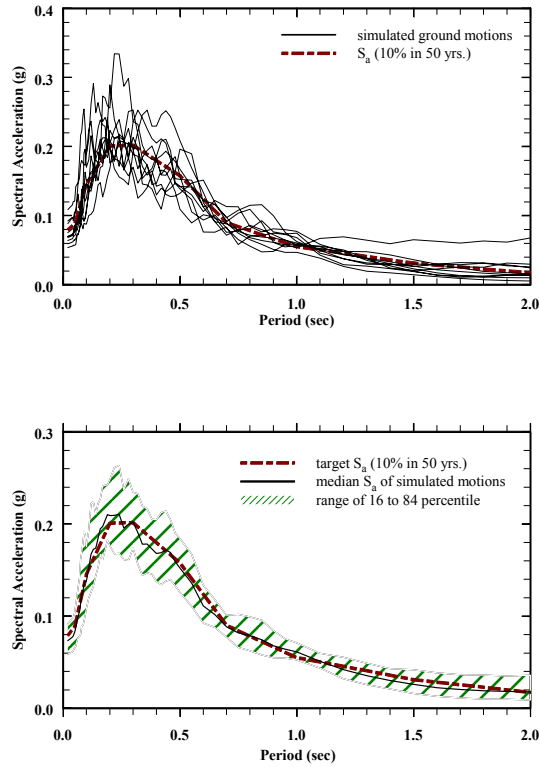 0.4
simulated ground motions
Sa (10% in 50 yrs.)
0.3
0.2
0.1
0.0
Spectral Acceleration (g)
0.0 0.5 1.0 1.5 2.0
Period (sec)
0.3
target Sa (10% in 50 yrs.)
median Sa of simulated motions
range of 16 to 84 percentile
0.2
0.1
0.0
Spectral Acceleration (g)
0.0 0.5 1.0 1.5 2.0
Period (sec)